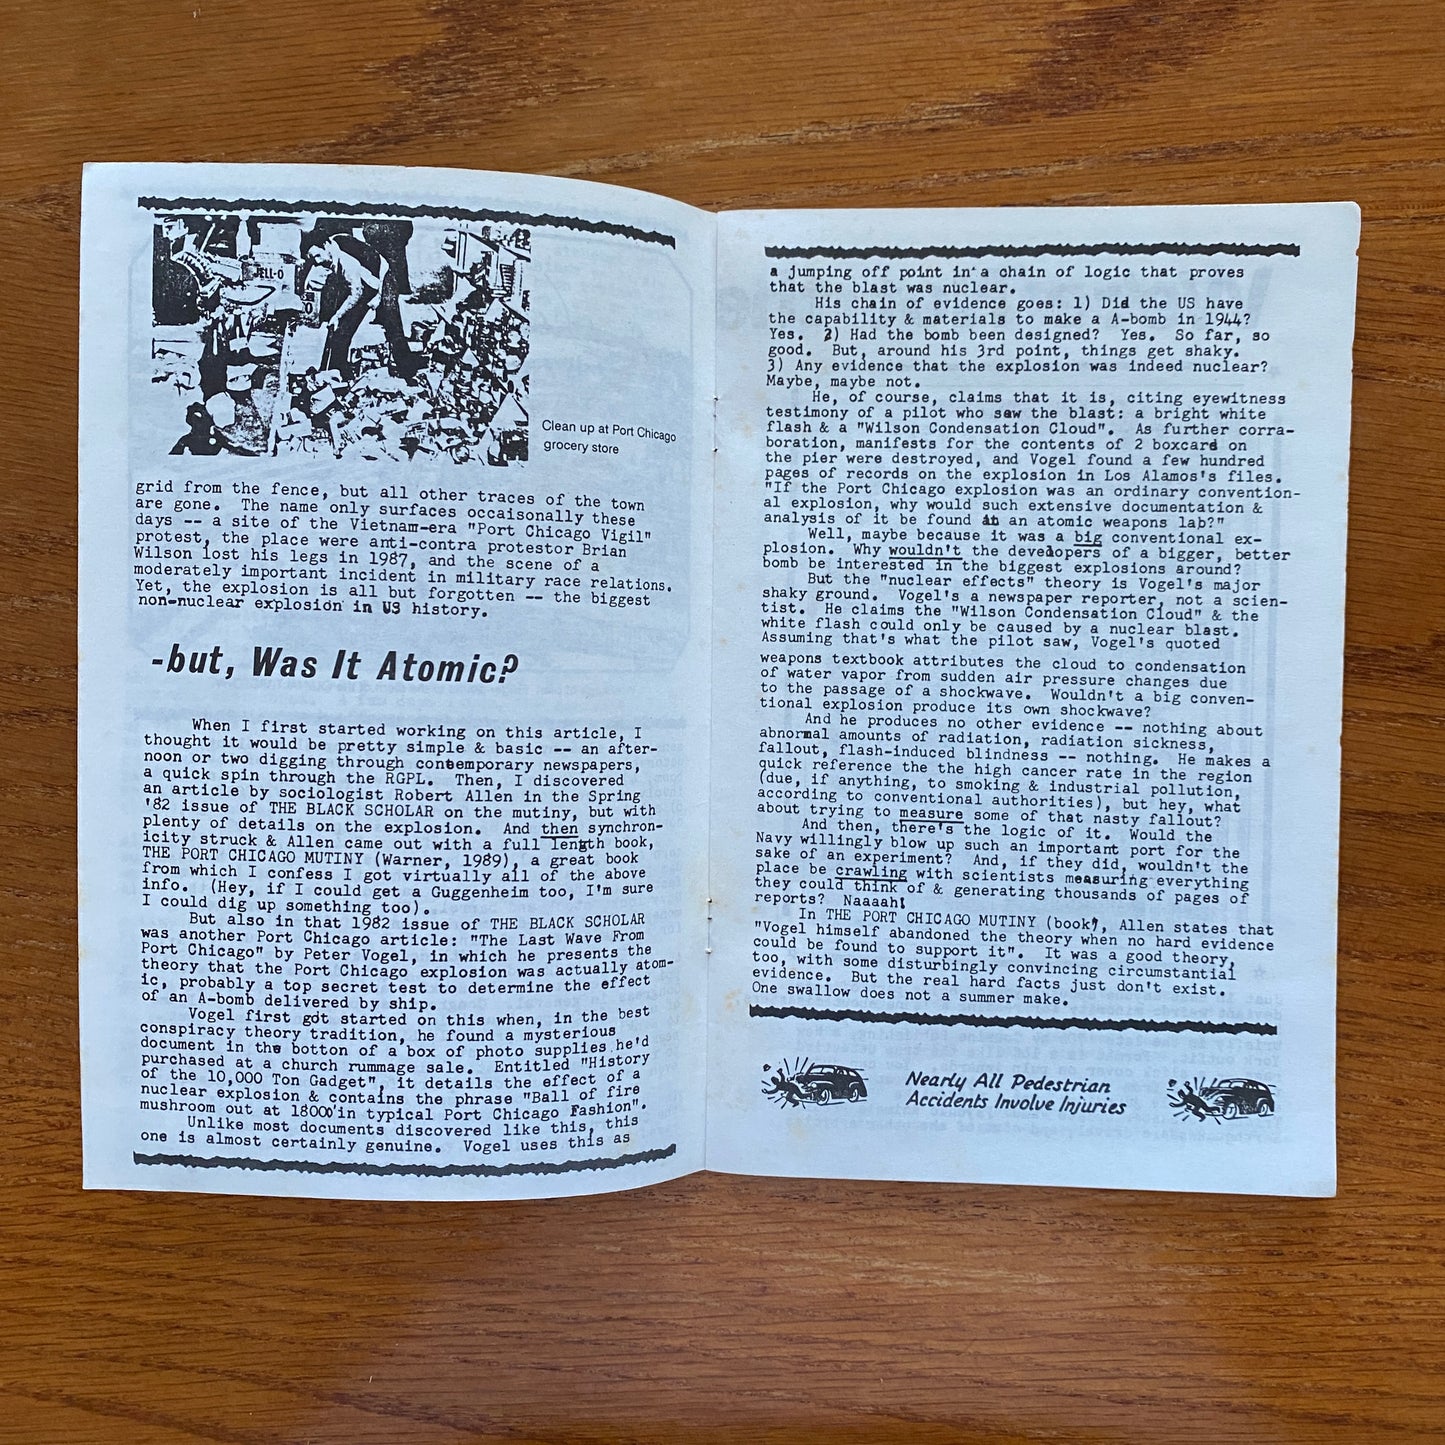 JELL-O
Clean up at Port Chicago
grocery store
grid from the fence, but all other traces of the town
are gone. The name only surfaces occaisonally these
days -- a site of the Vietnam-era "Port Chicago Vigil"
protest, the place were anti-contra protestor Brian
Wilson lost his legs in 1987, and the scene of a
moderately important incident in military race relations.
Yet, the explosion is all but forgotten -- the biggest
non-nuclear explosion in US history.
-but, Was It Atomic?
When I first started working on this article, I
thought it would be pretty simple & basic -- an after-
noon or two digging through contemporary newspapers,
a quick spin through the RGPL. Then, I discovered
an article by sociologist Robert Allen in the Spring
'82 issue of THE BLACK SCHOLAR on the mutiny, but with
plenty of details on the explosion. And then synchron-
icity struck & Allen came out with a full length book,
THE PORT CHICAGO MUTINY (Warner, 1989), a great book
from which I confess I got virtually all of the above
info. (Hey, if I could get a Guggenheim too, I'm sure
I could dig up something too).
But also in that 1982 issue of THE BLACK SCHOLAR
was another Port Chicago article: "The Last Wave From
Port Chicago" by Peter Vogel, in which he presents the
theory that the Port Chicago explosion was actually atom-
ic, probably a top secret test to determine the effect
of an A-bomb delivered by ship.
Vogel first got started on this when, in the best
conspiracy theory tradition, he found a mysterious
document in the botton of a box of photo supplies he'd
purchased at a church rummage sale. Entitled "History
of the 10,000 Ton Gadget", it details the effect of a
nuclear explosion & contains the phrase "Ball of fire
mushroom out at 18000'in typical Port Chicago Fashion".
Unlike most documents discovered like this, this
one is almost certainly genuine. Vogel uses this as
a jumping off point in a chain of logic that proves
that the blast was nuclear.
His chain of evidence goes: 1) Did the US have
the capability & materials to make a A-bomb in 1944?
Yes. 2) Had the bomb been designed? Yes. So far, so
good. But, around his 3rd point, things get shaky.
3) Any evidence that the explosion was indeed nuclear?
Maybe, maybe not.
He, of course, claims that it is, citing eyewitness
testimony of a pilot who saw the blast: a bright white
flash & a "Wilson Condensation Cloud". As further corra-
boration, manifests for the contents of 2 boxcard on
the pier were destroyed, and Vogel found a few hundred
pages of records on the explosion in Los Alamos's files.
"If the Port Chicago explosion was an ordinary convention-
al explosion, why would such extensive documentation &
analysis of it be found in an atomic weapons lab?"
Well, maybe because it was a big conventional ex-
plosion. Why wouldn't the developers of a bigger, better
bomb be interested in the biggest explosions around?
But the "nuclear effects" theory is Vogel's major
shaky ground. Vogel's a newspaper reporter, not a scien-
tist. He claims the "Wilson Condensation Cloud" & the
white flash could only be caused by a nuclear blast.
Assuming that's what the pilot saw, Vogel's quoted
weapons textbook attributes the cloud to condensation
of water vapor from sudden air pressure changes due
to the passage of a shockwave. Wouldn't a big conven-
tional explosion produce its own shockwave?
And he produces no other evidence -- nothing about
abnormal amounts of radiation, radiation sickness,
fallout, flash-induced blindness -- nothing. He makes a
quick reference the the high cancer rate in the region
(due, if anything, to smoking & industrial pollution,
according to conventional authorities), but hey, what
about trying to measure some of that nasty fallout?
And then, there's the logic of it. Would the
Navy willingly blow up such an important port for the
sake of an experiment? And, if they did, wouldn't the
place be crawling with scientists measuring everything
they could think of & generating thousands of pages of
reports? Naaaah!
In THE PORT CHICAGO MUTINY (book), Allen states that
"Vogel himself abandoned the theory when no hard evidence
could be found to support it". It was a good theory,
too, with some disturbingly convincing circumstantial
evidence. But the real hard facts just don't exist.
One swallow does not a summer make.
Nearly All Pedestrian
Accidents Involve Injuries